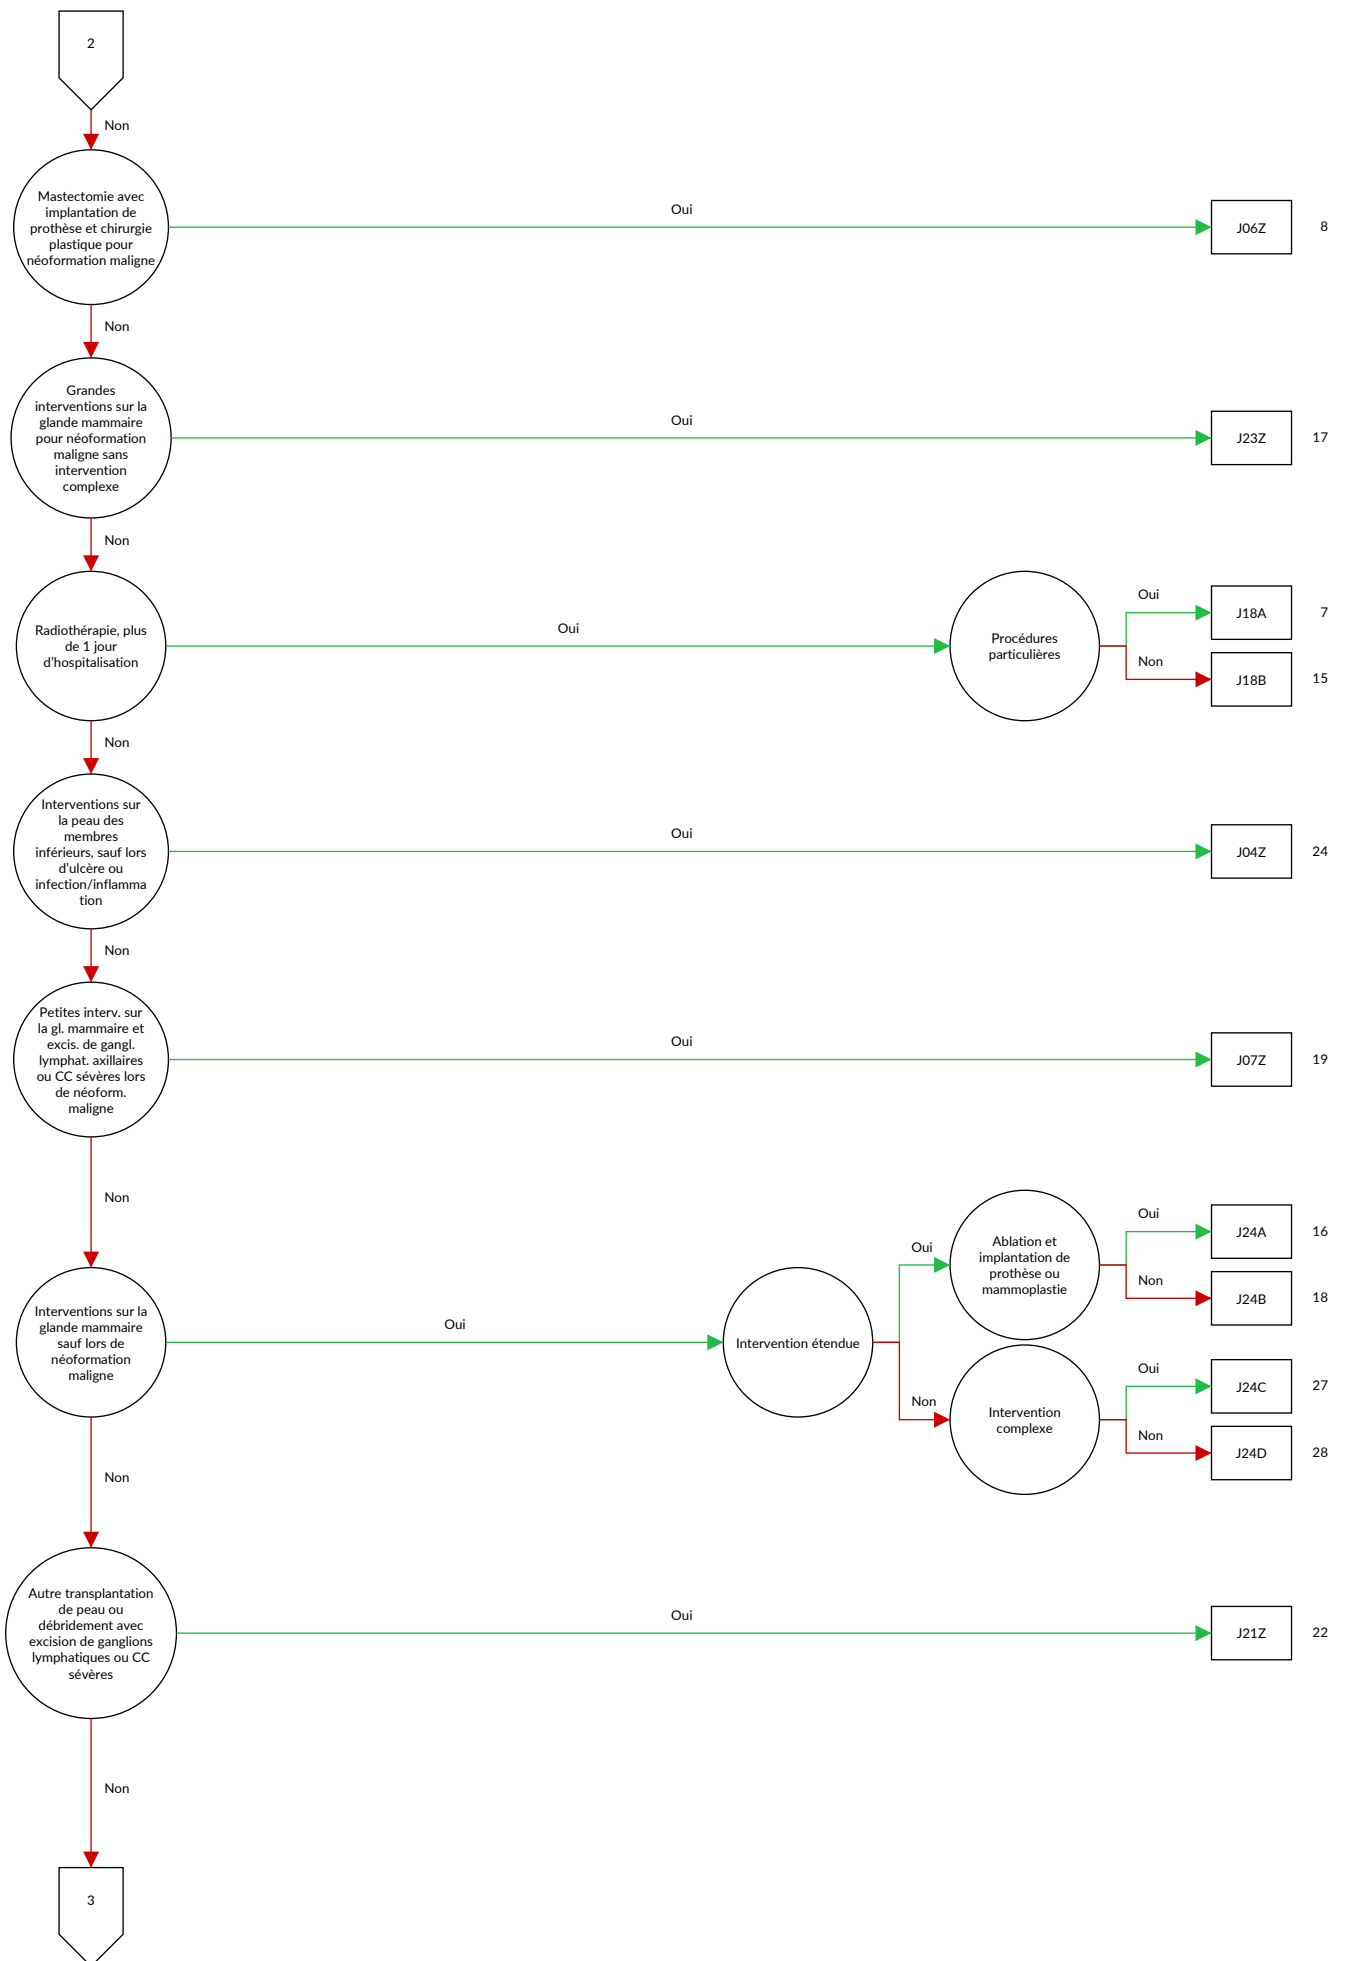 2
Non
Mastectomie avec
implantation de
prothèse et chirurgie
plastique pour
néoformation maligne
Oui
J06Z
8
Non
Grandes
interventions sur la
glande mammaire
pour néoformation
maligne sans
intervention
complexe
Oui
J23Z
17
Non
Radiothérapie, plus
de 1 jour
d'hospitalisation
Oui
Procédures
particulières
Oui
J18A
7
Non
J18B
15
Non
Interventions sur
la peau des
membres
inférieurs, sauf lors
d'ulcère ou
infection/inflamma
tion
Oui
J04Z
24
Non
Petites interv. sur
la gl. mammaire et
excis. de gangl.
lymphat. axillaires
ou CC sévères lors
de néoform.
maligne
Oui
J07Z
19
Non
Interventions sur la
glande mammaire
sauf lors de
néoformation
maligne
Oui
Intervention étendue
Oui
Ablation et
implantation de
prothèse ou
mammoplastie
Oui
J24A
16
Non
J24B
18
Non
Intervention
complexe
Oui
J24C
27
Non
J24D
28
Non
Autre transplantation
de peau ou
débridement avec
excision de ganglions
lymphatiques ou CC
sévères
Oui
J21Z
22
Non
3